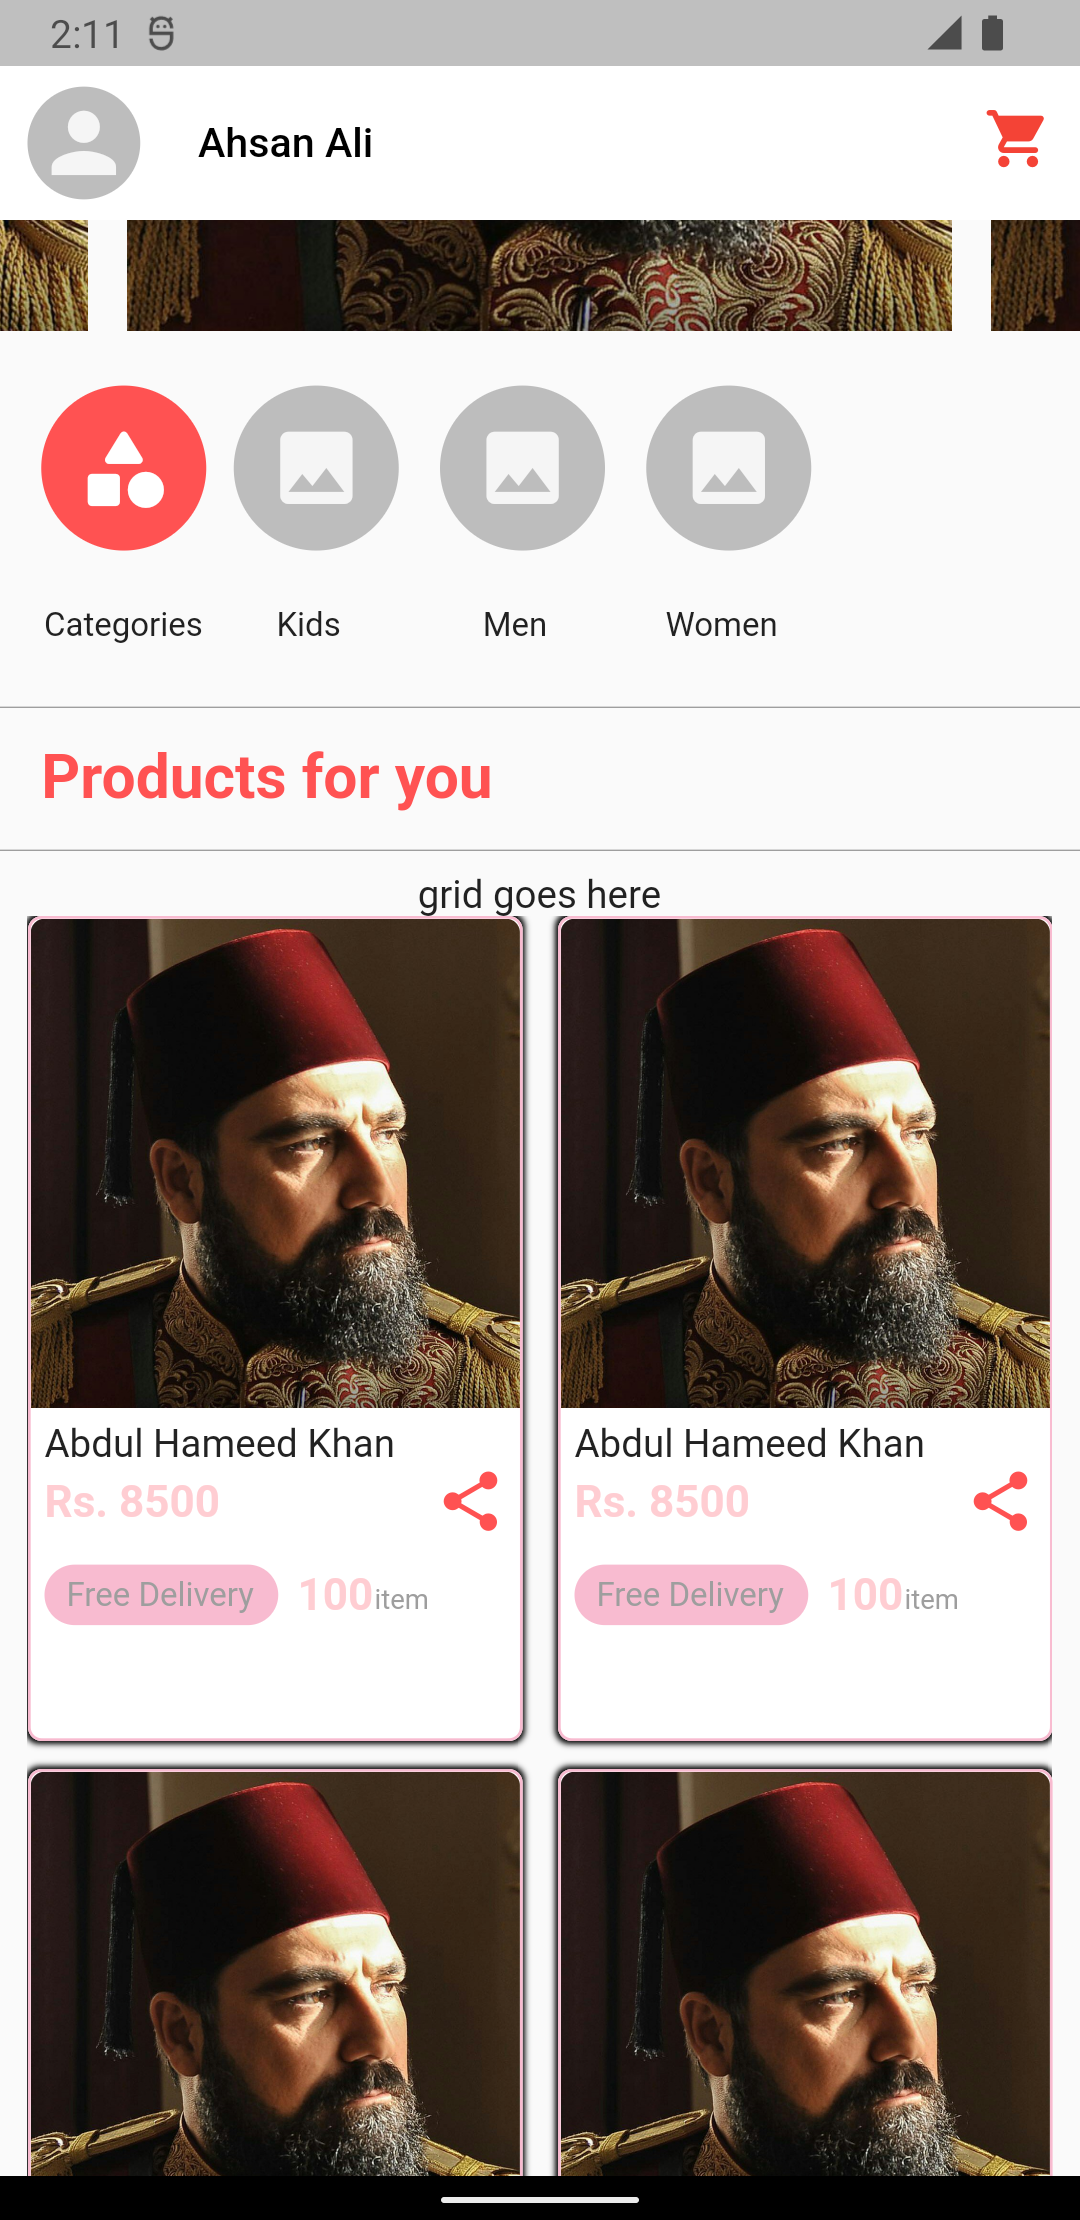 2:11
Ahsan Ali
Categories Kids Men Women
Products for you
grid goes here
Abdul Hameed Khan Abdul Hameed Khan
Rs. 8500 Rs. 8500
Free Delivery 100item Free Delivery 100item